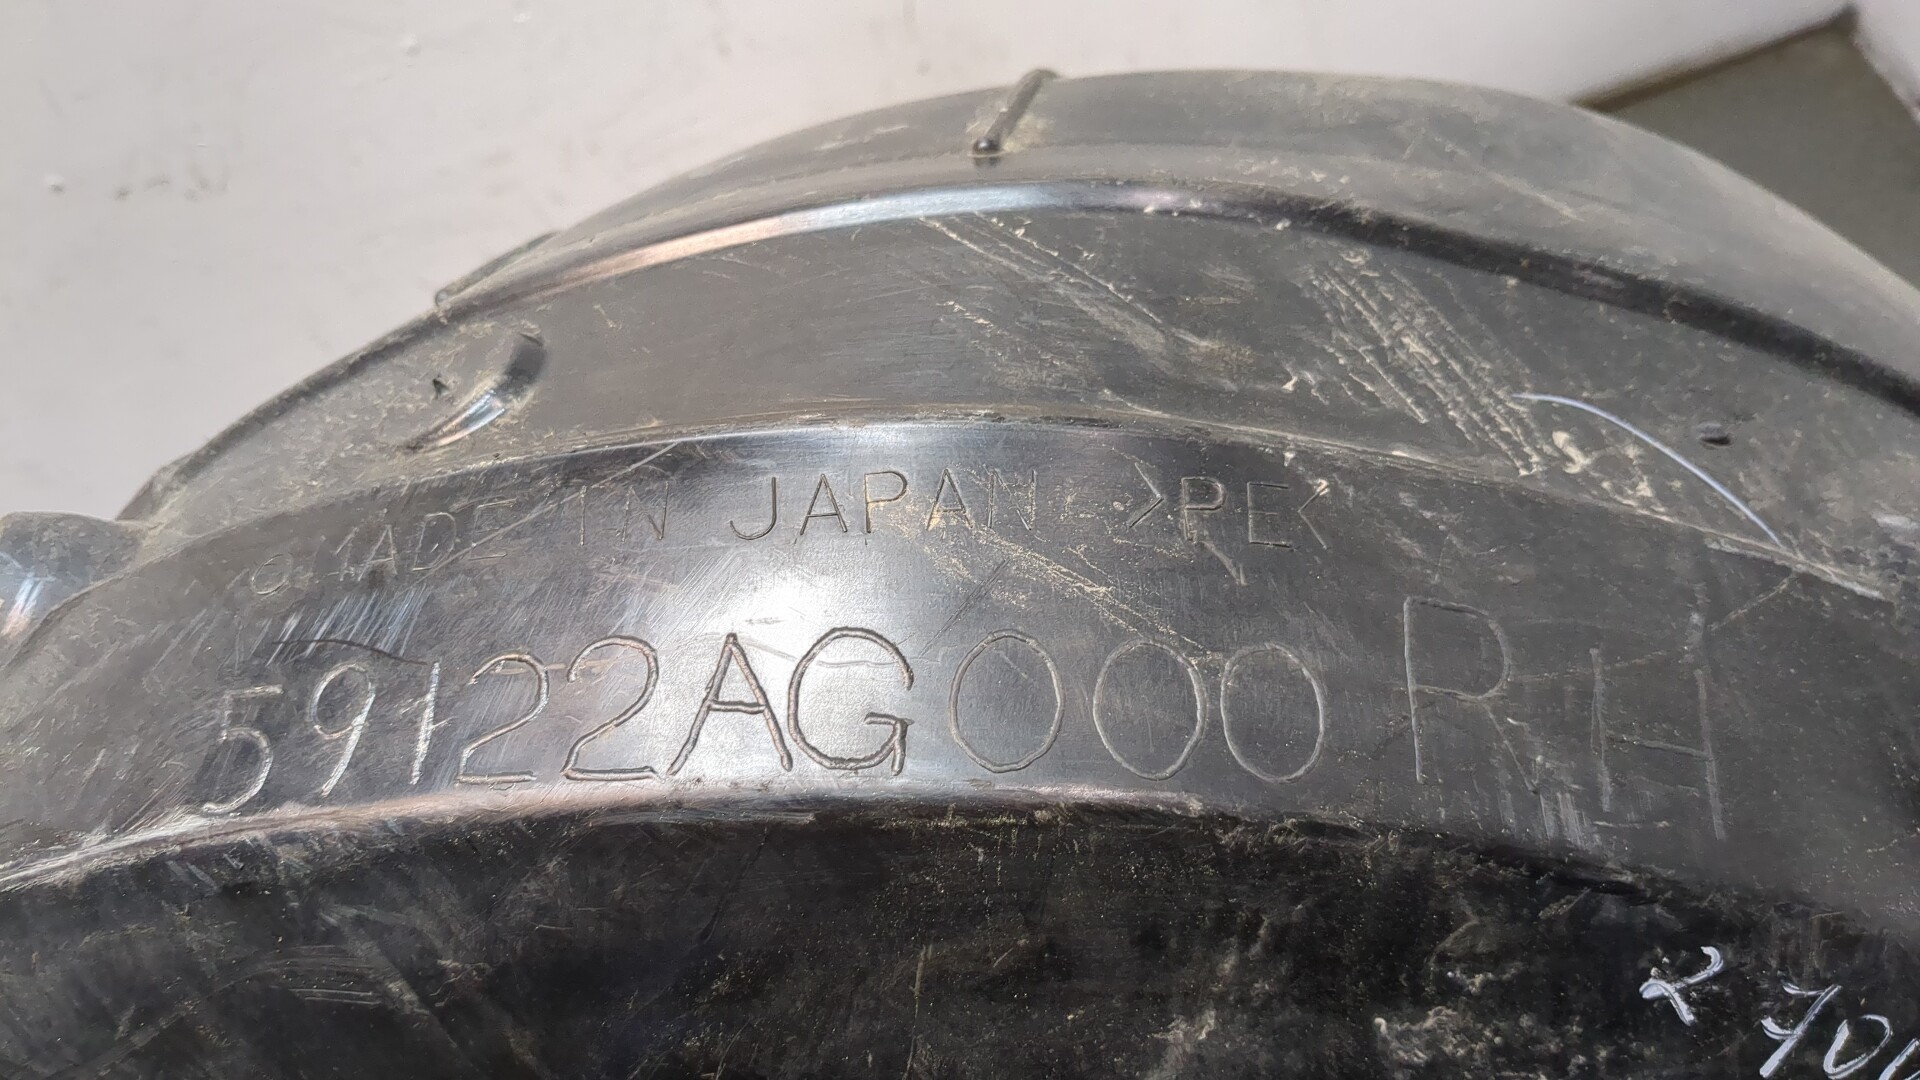 MADE IN JAPAN >PE<
59122AG000 RH